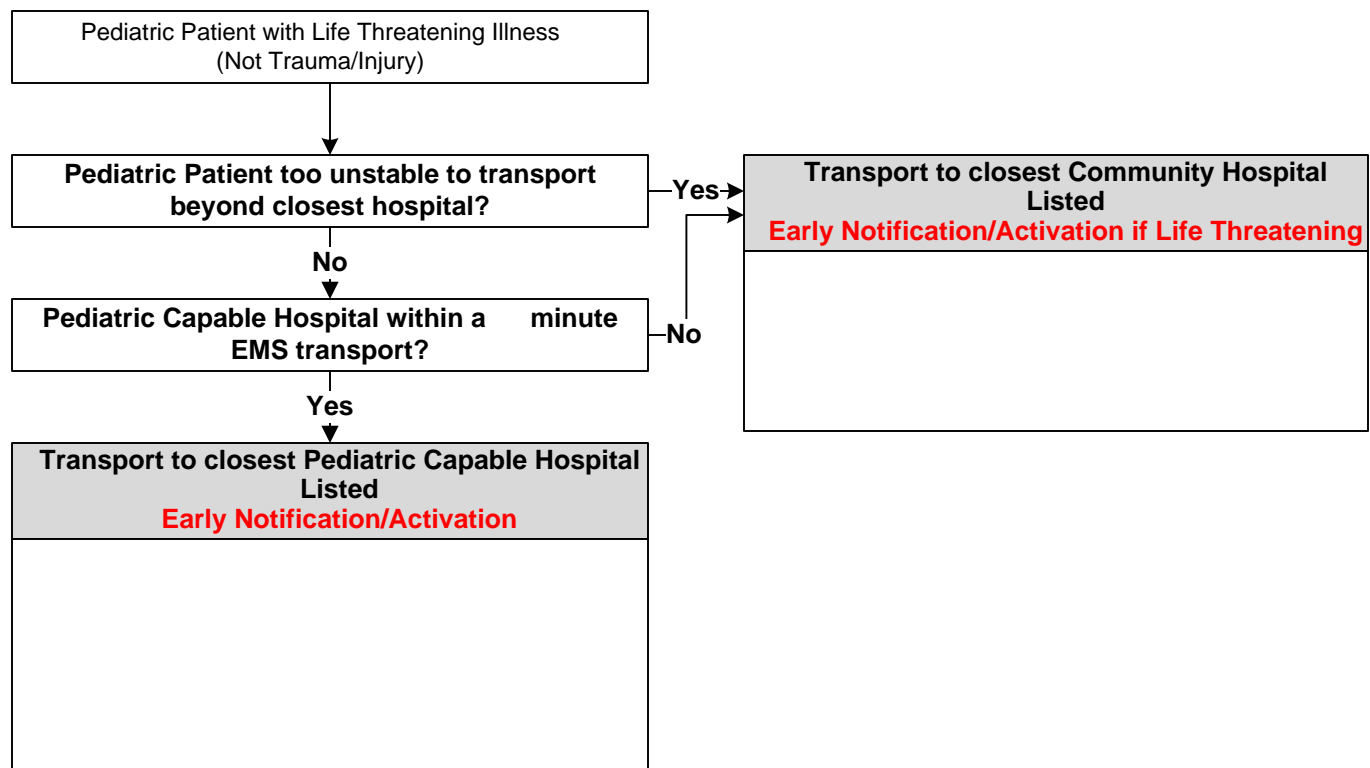 Pediatric Patient with Life Threatening Illness
(Not Trauma/Injury)
Pediatric Patient too unstable to transport
beyond closest hospital?
Yes
Transport to closest Community Hospital
Listed
Early Notification/Activation if Life Threatening
No
Pediatric Capable Hospital within a minute
EMS transport?
No
Yes
Transport to closest Pediatric Capable Hospital
Listed
Early Notification/Activation